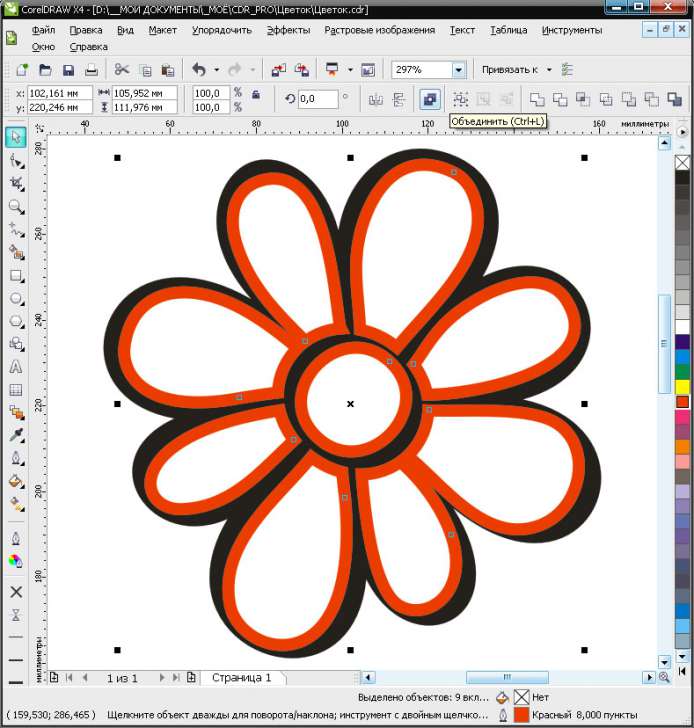 CorelDRAW X4 - [D:\__МОИ ДОКУМЕНТЫ\_МОЁ\CDR_PRO\Цветок\Цветок.cdr]
Файл Правка Вид Макет Упорядочить Эффекты Растровые изображения Текст Таблица Инструменты
Окно Справка
297% Привязать к
x: 102,161 мм 105,952 мм 100,0 % 0,0 °
y: 220,246 мм 111,976 мм 100,0 %
Объединить (Ctrl+L)
40 60 80 100 120 160 миллиметры
280
260
240
220
200
180
миллиметры
1 из 1 Страница 1
Выделено объектов: 9 вкл... Нет
( 159,530; 286,465 ) Щелкните объект дважды для поворота/наклона; инструмент с двойным щелчко... Красный 8,000 пункты